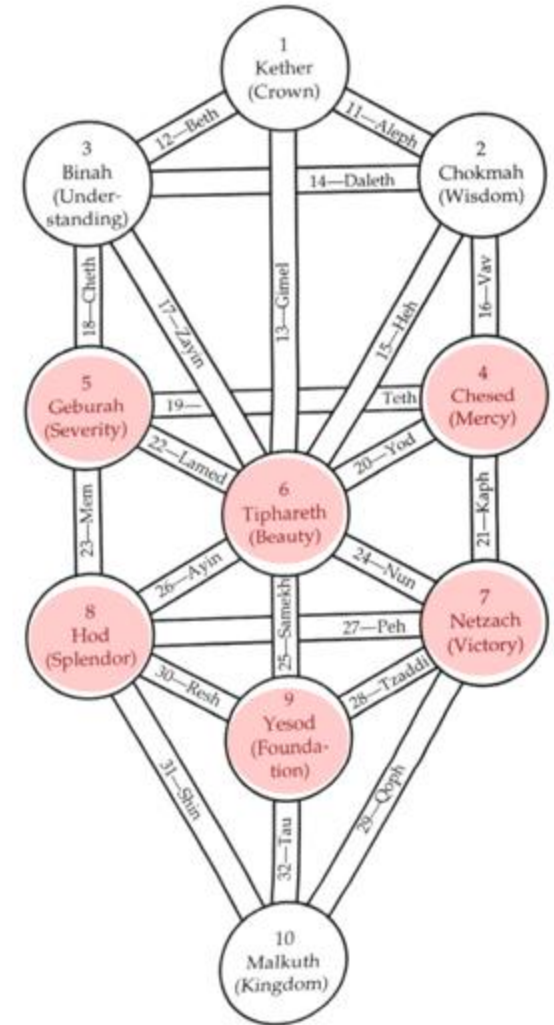 1
Kether
(Crown)
12—Beth
11—Aleph
3
Binah
(Under-
standing)
2
Chokmah
(Wisdom)
14—Daleth
18—Cheth
17—Zayin
13—Gimel
15—Heh
16—Vav
5
Geburah
(Severity)
19—
Teth
4
Chesed
(Mercy)
22—Lamed
20—Yod
6
Tiphareth
(Beauty)
23—Mem
21—Kaph
26—Ayin
24—Nun
25—Samekh
8
Hod
(Splendor)
27—Peh
7
Netzach
(Victory)
30—Resh
28—Tzaddi
9
Yesod
(Founda-
tion)
31—Shin
32—Tau
29—Qoph
10
Malkuth
(Kingdom)